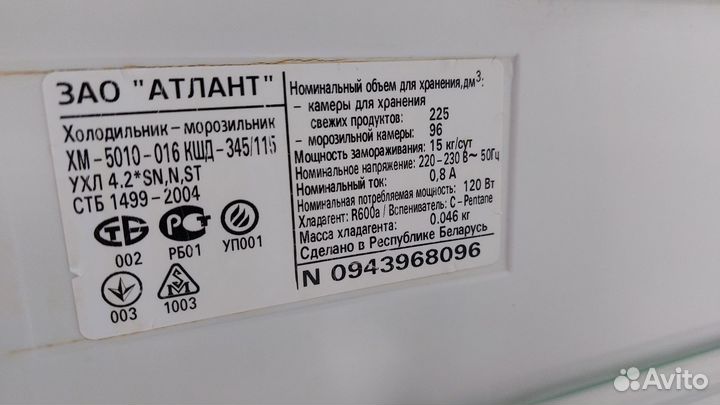 ЗАО "АТЛАНТ"
Холодильник – морозильник
ХМ – 5010 – 016 КШД – 345/115
УХЛ 4.2*SN,N,ST
СТБ 1499 – 2004
002
РБ01
УП001
003
1003
Номинальный объем для хранения,дм³:
– камеры для хранения
свежих продуктов: 225
– морозильной камеры: 96
Мощность замораживания: 15 кг/сут
Номинальное напряжение: 220 – 230 В~ 50Гц
Номинальный ток: 0,8 А
Номинальная потребляемая мощность: 120 Вт
Хладагент: R600a / Вспениватель: C – Pentane
Масса хладагента: 0.046 кг
Сделано в Республике Беларусь
N 0943968096
Avito